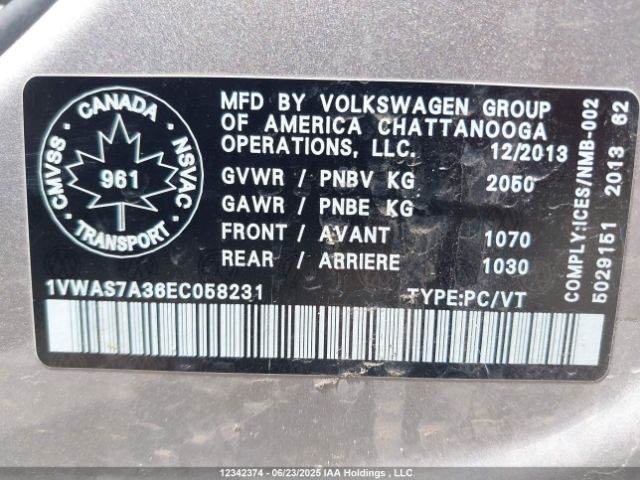 CANADA
CMVSS
NSVAC
961
TRANSPORT
MFD BY VOLKSWAGEN GROUP
OF AMERICA CHATTANOOGA
OPERATIONS, LLC. 12/2013
GVWR / PNBV KG 2050
GAWR / PNBE KG
FRONT / AVANT 1070
REAR / ARRIERE 1030
1VWAS7A36EC058231 TYPE:PC/VT
COMPLY:ICES/NMB-002
5029151 2013 62
12342374 - 06/23/2025 - IAA Holdings, LLC